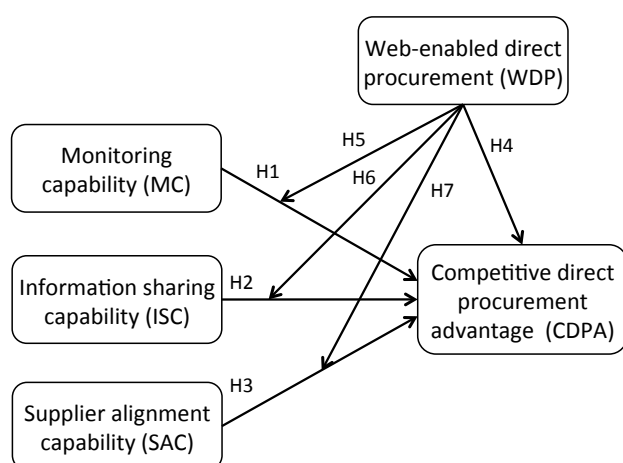 Web-enabled direct
procurement (WDP)
Monitoring
capability (MC)
H1
H5
H6
H7
H4
Information sharing
capability (ISC)
H2
Competitive direct
procurement
advantage (CDPA)
H3
Supplier alignment
capability (SAC)